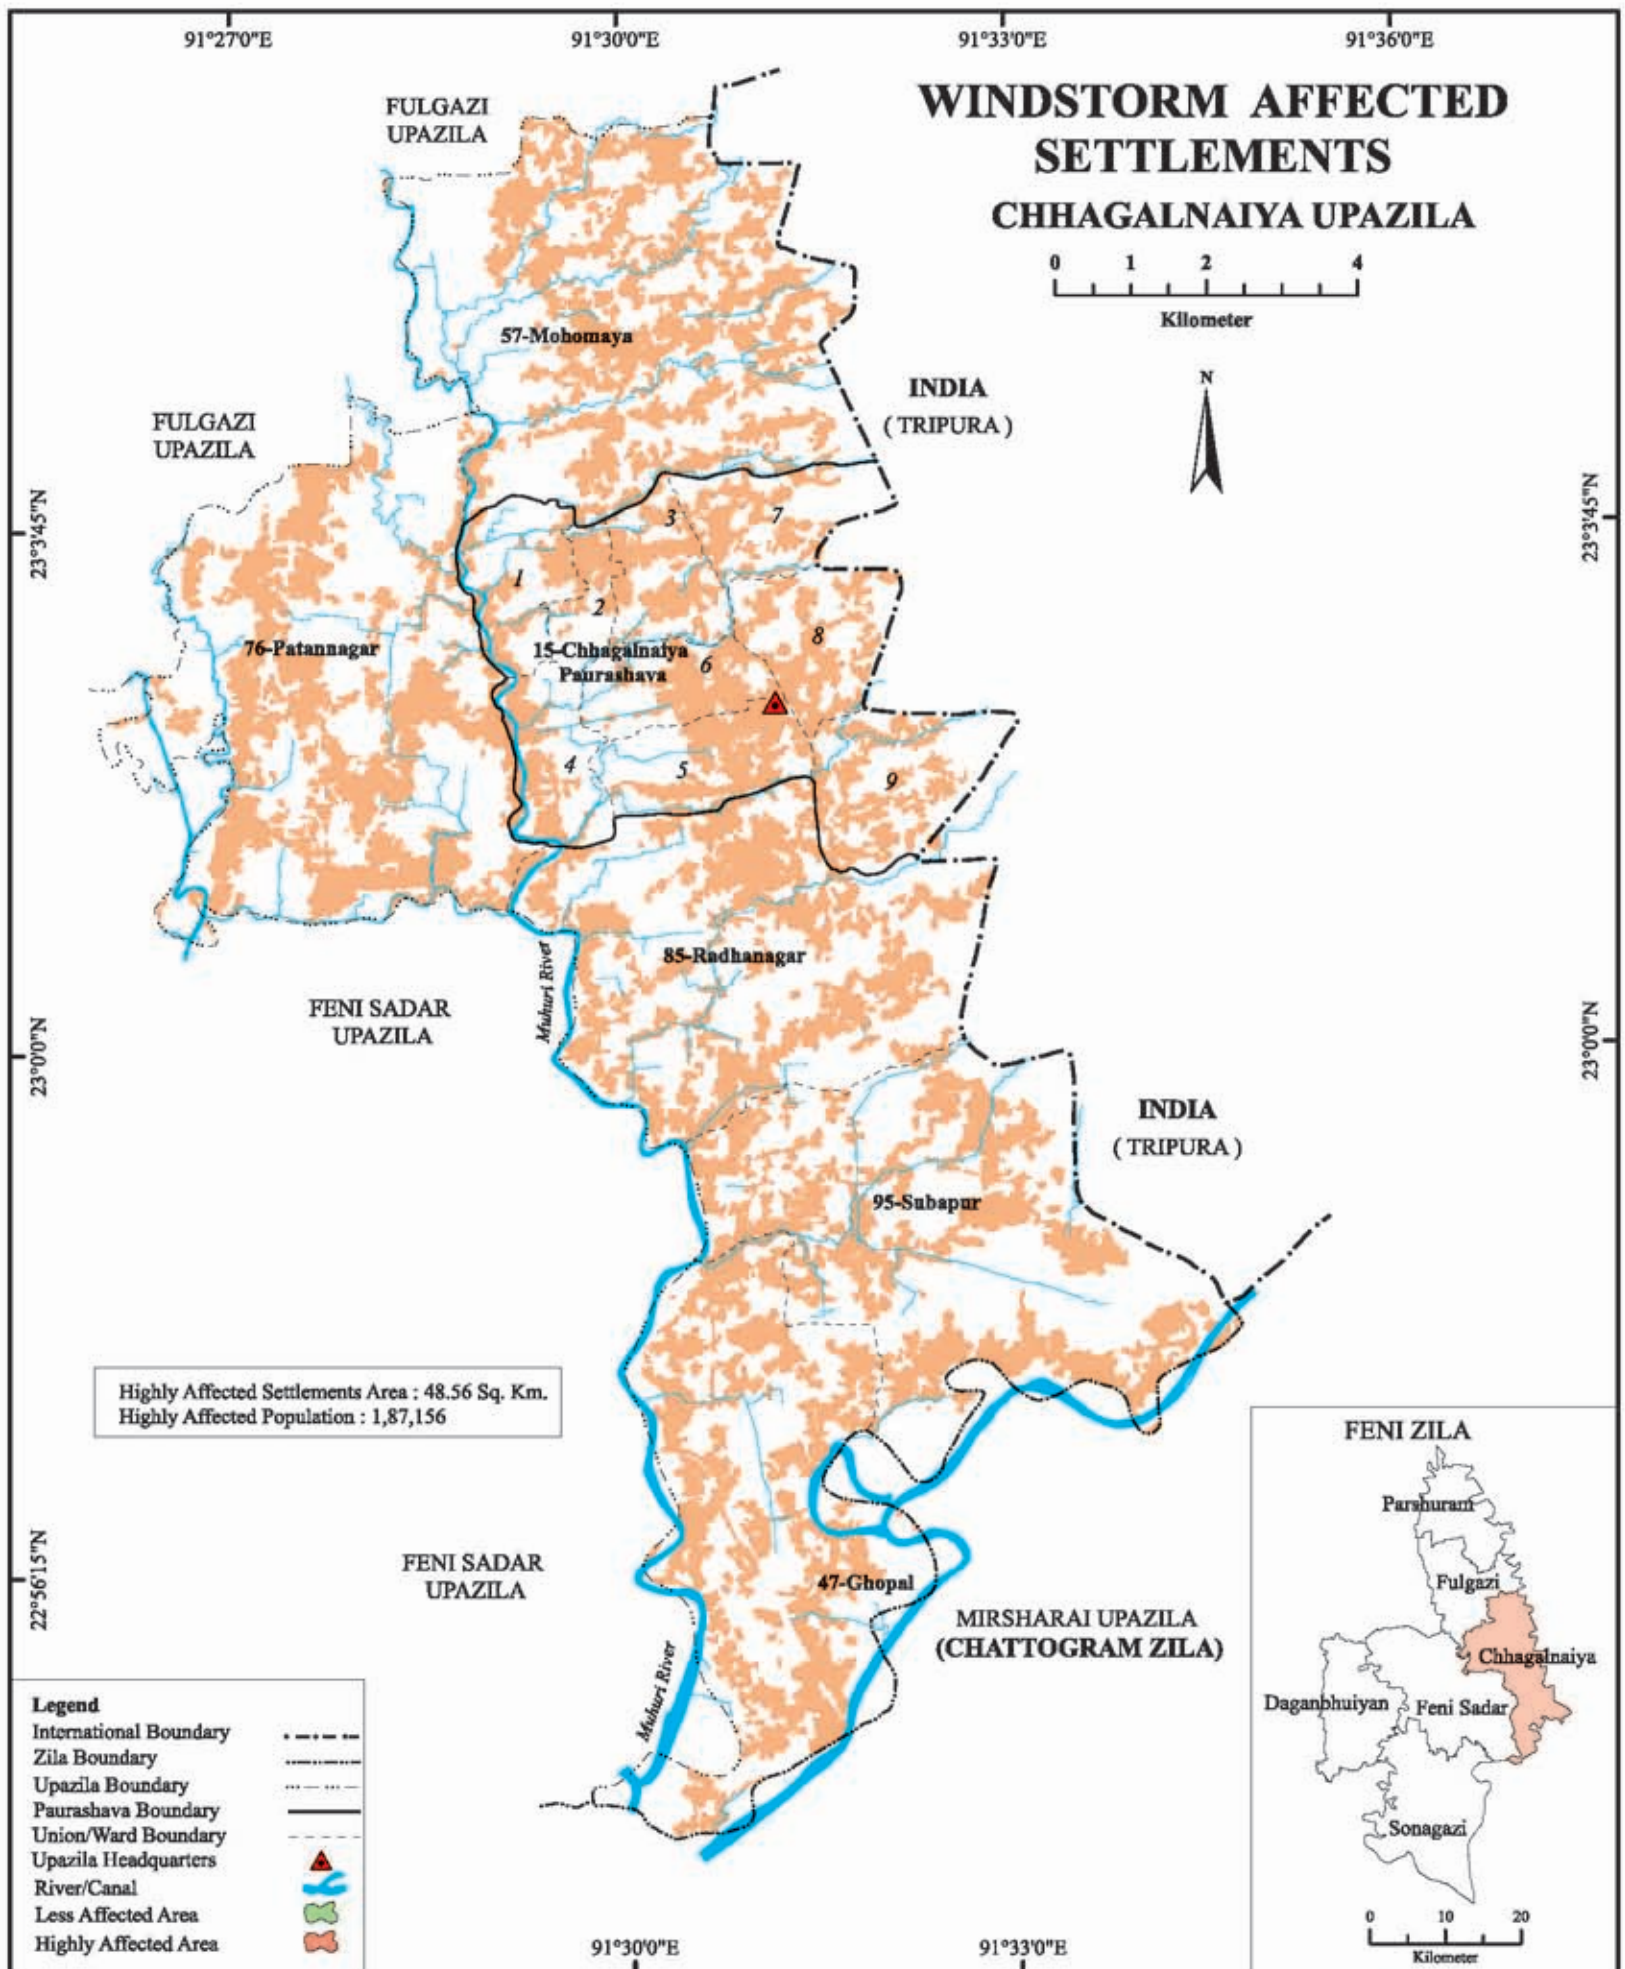 91°27'0"E
91°30'0"E
91°33'0"E
91°36'0"E
WINDSTORM AFFECTED
SETTLEMENTS
CHHAGALNAIYA UPAZILA
0 1 2 4
Kilometer
N
FULGAZI
UPAZILA
57-Mohomaya
INDIA
( TRIPURA )
FULGAZI
UPAZILA
23°3'45"N
23°3'45"N
3
7
1
2
8
76-Patannagar
15-Chhagalnaiya
Paurashava
6
4
5
9
85-Radhanagar
Muhuri River
FENI SADAR
UPAZILA
23°0'0"N
23°0'0"N
INDIA
( TRIPURA )
95-Subapur
Highly Affected Settlements Area : 48.56 Sq. Km.
Highly Affected Population : 1,87,156
FENI SADAR
UPAZILA
22°56'15"N
47-Ghopal
MIRSHARAI UPAZILA
(CHATTOGRAM ZILA)
Muhuri River
FENI ZILA
Parshuram
Fulgazi
Chhagalnaiya
Daganbhuiyan
Feni Sadar
Sonagazi
0 10 20
Kilometer
Legend
International Boundary
Zila Boundary
Upazila Boundary
Paurashava Boundary
Union/Ward Boundary
Upazila Headquarters
River/Canal
Less Affected Area
Highly Affected Area
91°30'0"E
91°33'0"E